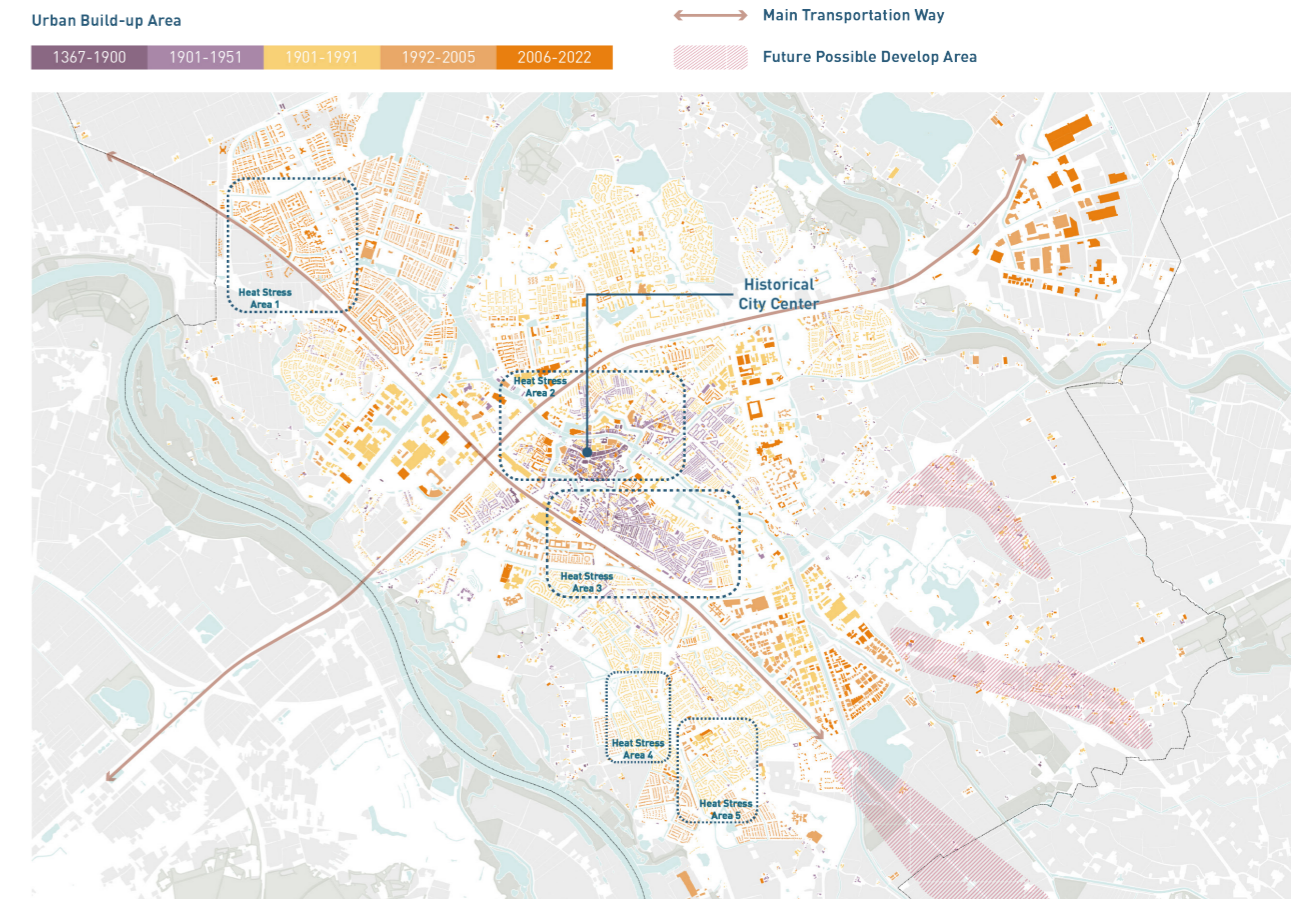 Urban Build-up Area
1367-1900
1901-1951
1901-1991
1992-2005
2006-2022
Main Transportation Way
Future Possible Develop Area
Heat Stress
Area 1
Historical
City Center
Heat Stress
Area 2
Heat Stress
Area 3
Heat Stress
Area 4
Heat Stress
Area 5